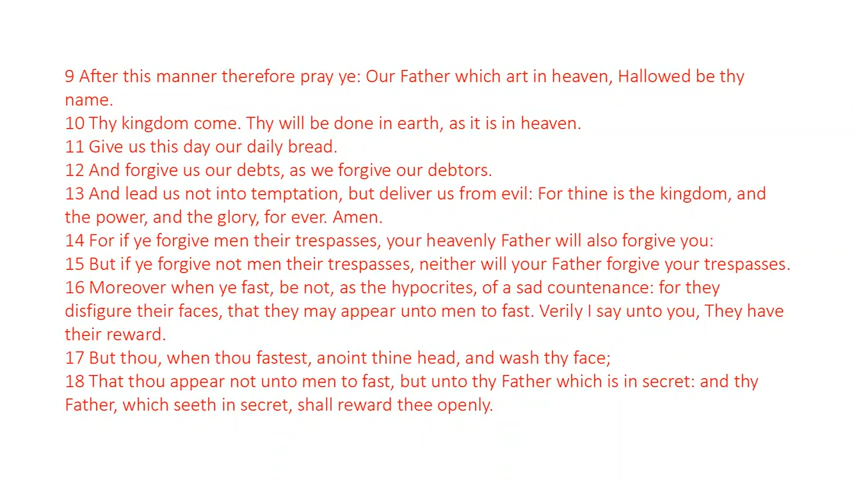 9 After this manner therefore pray ye: Our Father which art in heaven, Hallowed be thy
name.
10 Thy kingdom come. Thy will be done in earth, as it is in heaven.
11 Give us this day our daily bread.
12 And forgive us our debts, as we forgive our debtors.
13 And lead us not into temptation, but deliver us from evil: For thine is the kingdom, and
the power, and the glory, for ever. Amen.
14 For if ye forgive men their trespasses, your heavenly Father will also forgive you:
15 But if ye forgive not men their trespasses, neither will your Father forgive your trespasses.
16 Moreover when ye fast, be not, as the hypocrites, of a sad countenance: for they
disfigure their faces, that they may appear unto men to fast. Verily I say unto you, They have
their reward.
17 But thou, when thou fastest, anoint thine head, and wash thy face;
18 That thou appear not unto men to fast, but unto thy Father which is in secret: and thy
Father, which seeth in secret, shall reward thee openly.